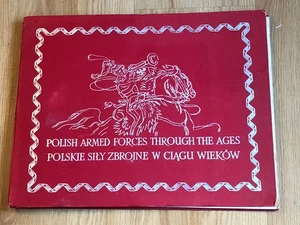 POLISH ARMED FORCES THROUGH THE AGES
POLSKIE SIŁY ZBROJNE W CIĄGU WIEKÓW